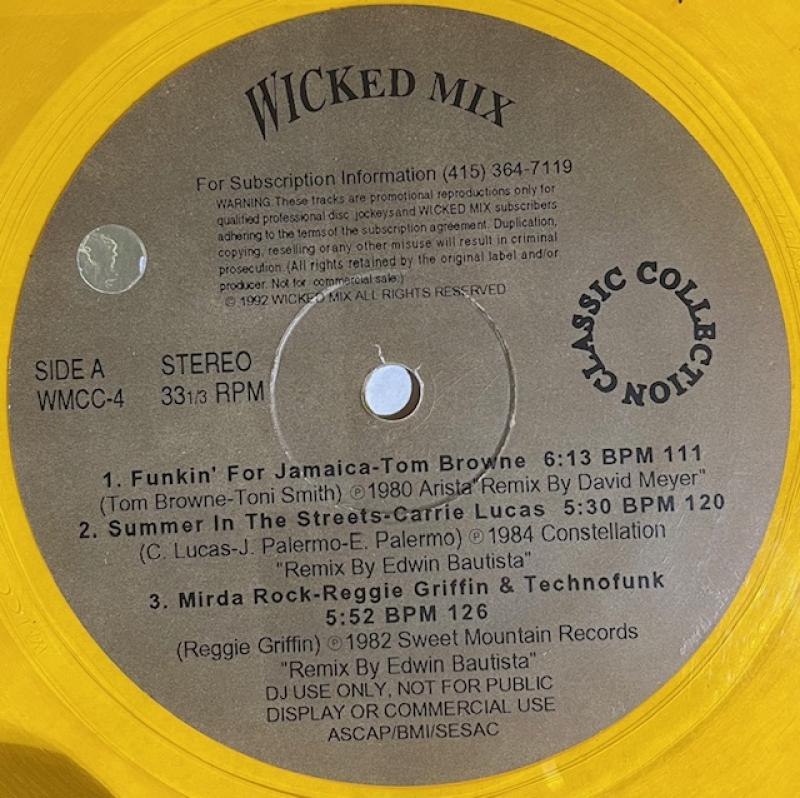 WICKED MIX
For Subscription Information (415) 364-7119
WARNING: These tracks are promotional reproductions only for
qualified professional disc jockeys and WICKED MIX subscribers
adhering to the terms of the subscription agreement. Duplication,
copying, reselling or any other misuse will result in criminal
prosecution. (All rights retained by the original label and/or
producer. Not for commercial sale.)
© 1992 WICKED MIX ALL RIGHTS RESERVED
CLASSIC COLLECTION
SIDE A STEREO
WMCC-4 33 1/3 RPM
1. Funkin' For Jamaica-Tom Browne 6:13 BPM 111
(Tom Browne-Toni Smith) ℗1980 Arista"Remix By David Meyer"
2. Summer In The Streets-Carrie Lucas 5:30 BPM 120
(C. Lucas-J. Palermo-E. Palermo) ℗1984 Constellation
"Remix By Edwin Bautista"
3. Mirda Rock-Reggie Griffin & Technofunk
5:52 BPM 126
(Reggie Griffin) ℗1982 Sweet Mountain Records
"Remix By Edwin Bautista"
DJ USE ONLY, NOT FOR PUBLIC
DISPLAY OR COMMERCIAL USE
ASCAP/BMI/SESAC